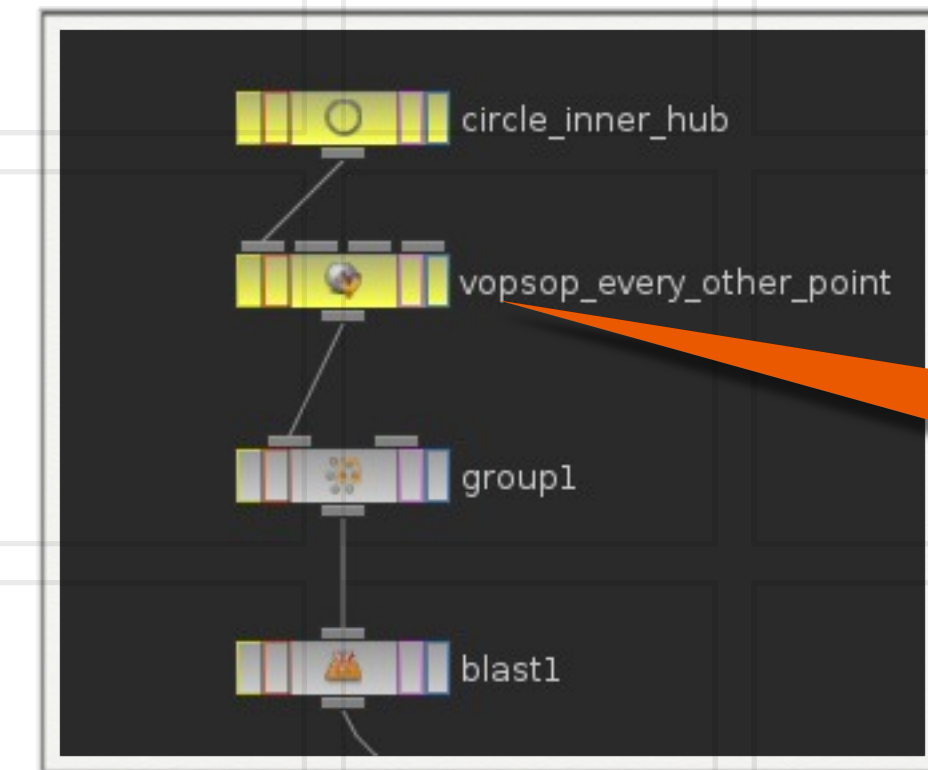 circle_inner_hub
vopsop_every_other_point
group1
blast1